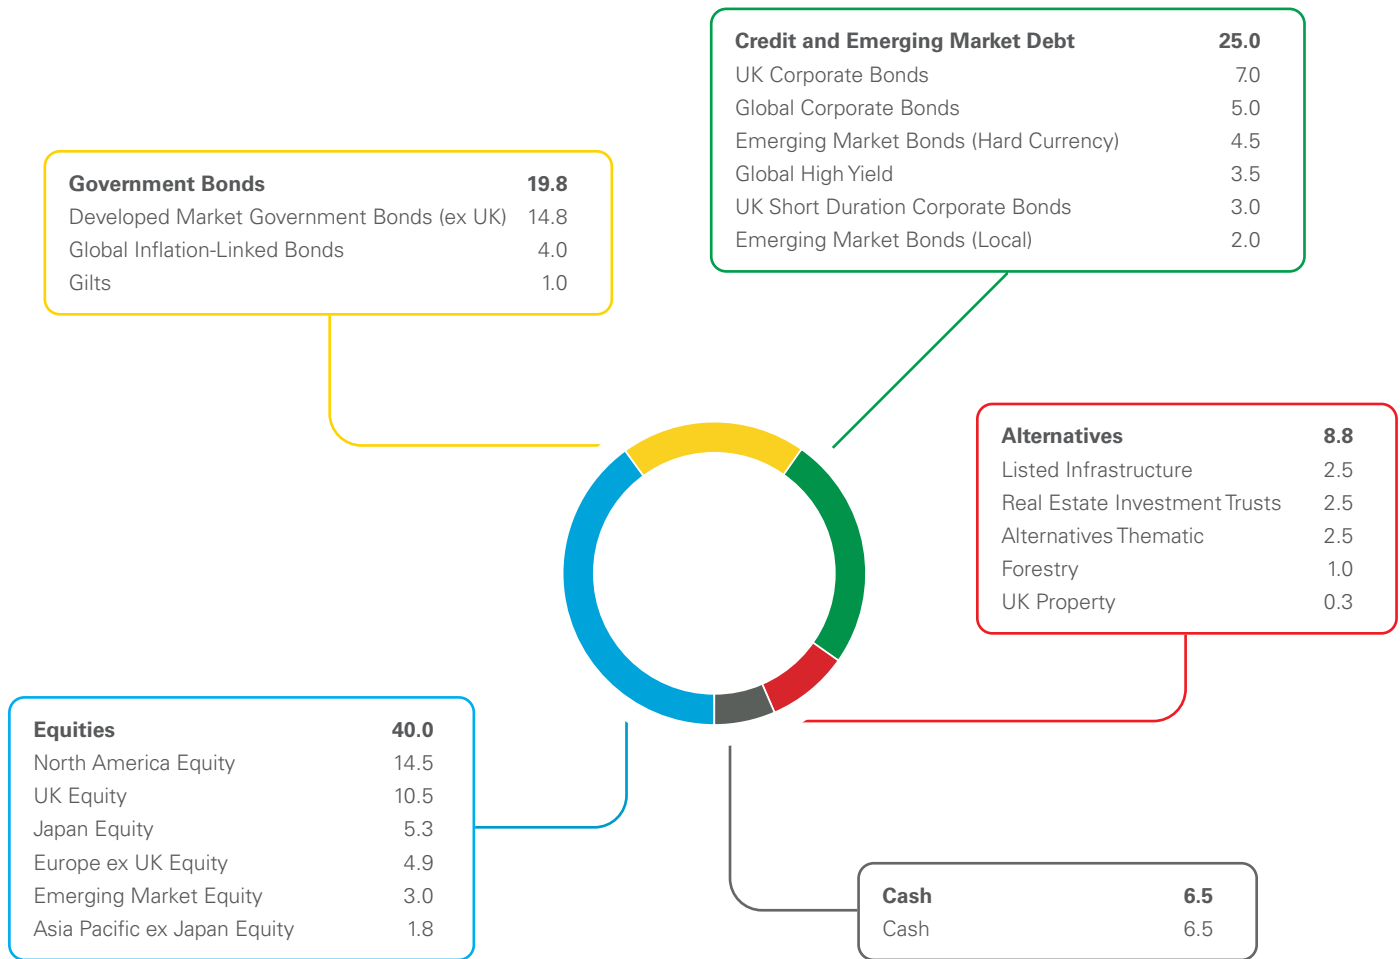 Credit and Emerging Market Debt 25.0
UK Corporate Bonds 7.0
Global Corporate Bonds 5.0
Emerging Market Bonds (Hard Currency) 4.5
Global High Yield 3.5
UK Short Duration Corporate Bonds 3.0
Emerging Market Bonds (Local) 2.0
Government Bonds 19.8
Developed Market Government Bonds (ex UK) 14.8
Global Inflation-Linked Bonds 4.0
Gilts 1.0
Alternatives 8.8
Listed Infrastructure 2.5
Real Estate Investment Trusts 2.5
Alternatives Thematic 2.5
Forestry 1.0
UK Property 0.3
Equities 40.0
North America Equity 14.5
UK Equity 10.5
Japan Equity 5.3
Europe ex UK Equity 4.9
Emerging Market Equity 3.0
Asia Pacific ex Japan Equity 1.8
Cash 6.5
Cash 6.5